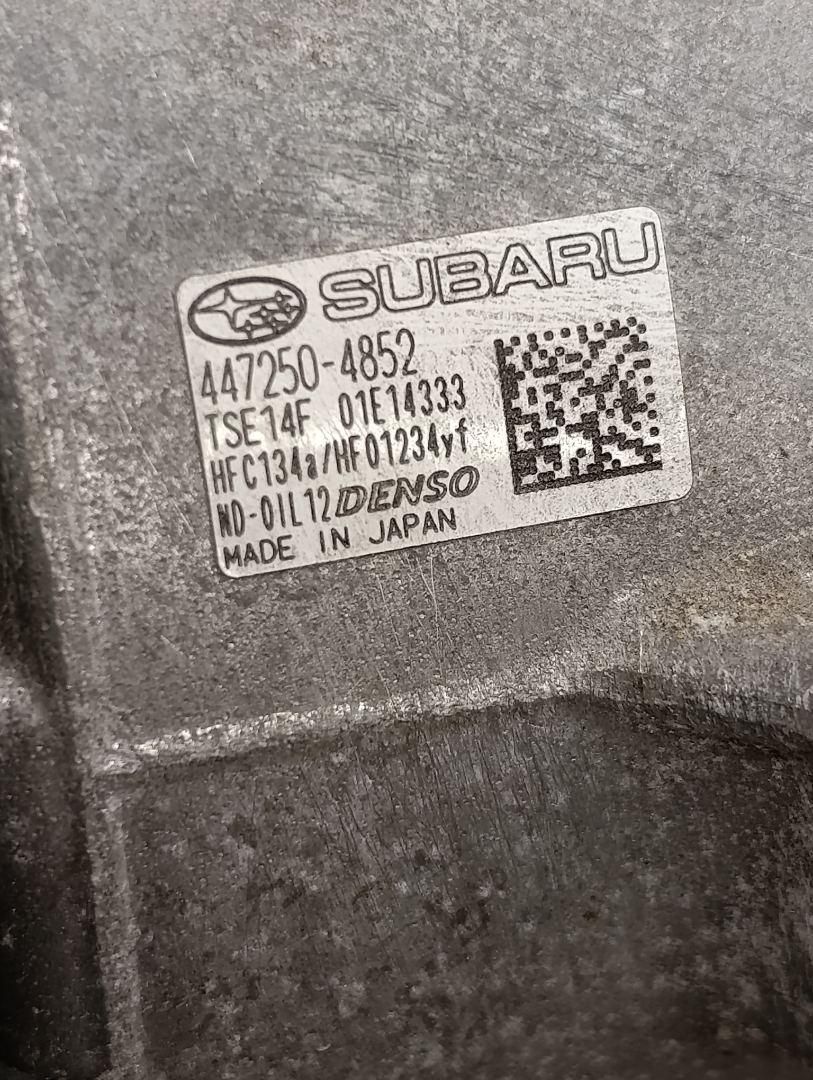 SUBARU
447250-4852
TSE14F 01E14333
HFC134a/HFO1234yf
ND-OIL12 DENSO
MADE IN JAPAN